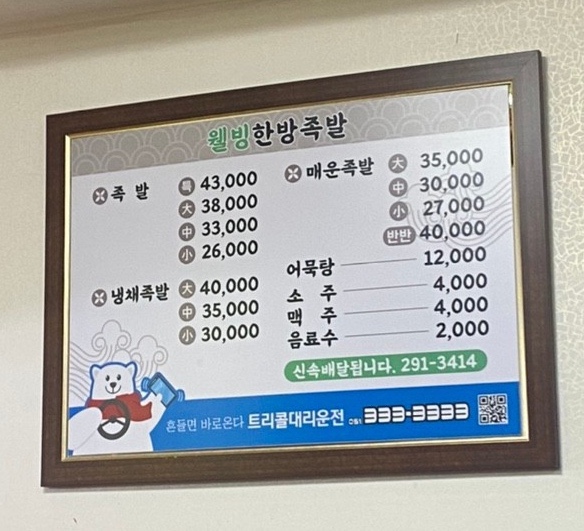 웰빙한방족발
족 발 특 43,000
大 38,000
中 33,000
小 26,000
냉채족발 大 40,000
中 35,000
小 30,000
매운족발 大 35,000
中 30,000
小 27,000
반반 40,000
어묵탕 12,000
소 주 4,000
맥 주 4,000
음료수 2,000
신속배달됩니다. 291-3414
흔들면 바로온다 트리콜대리운전 333-3333